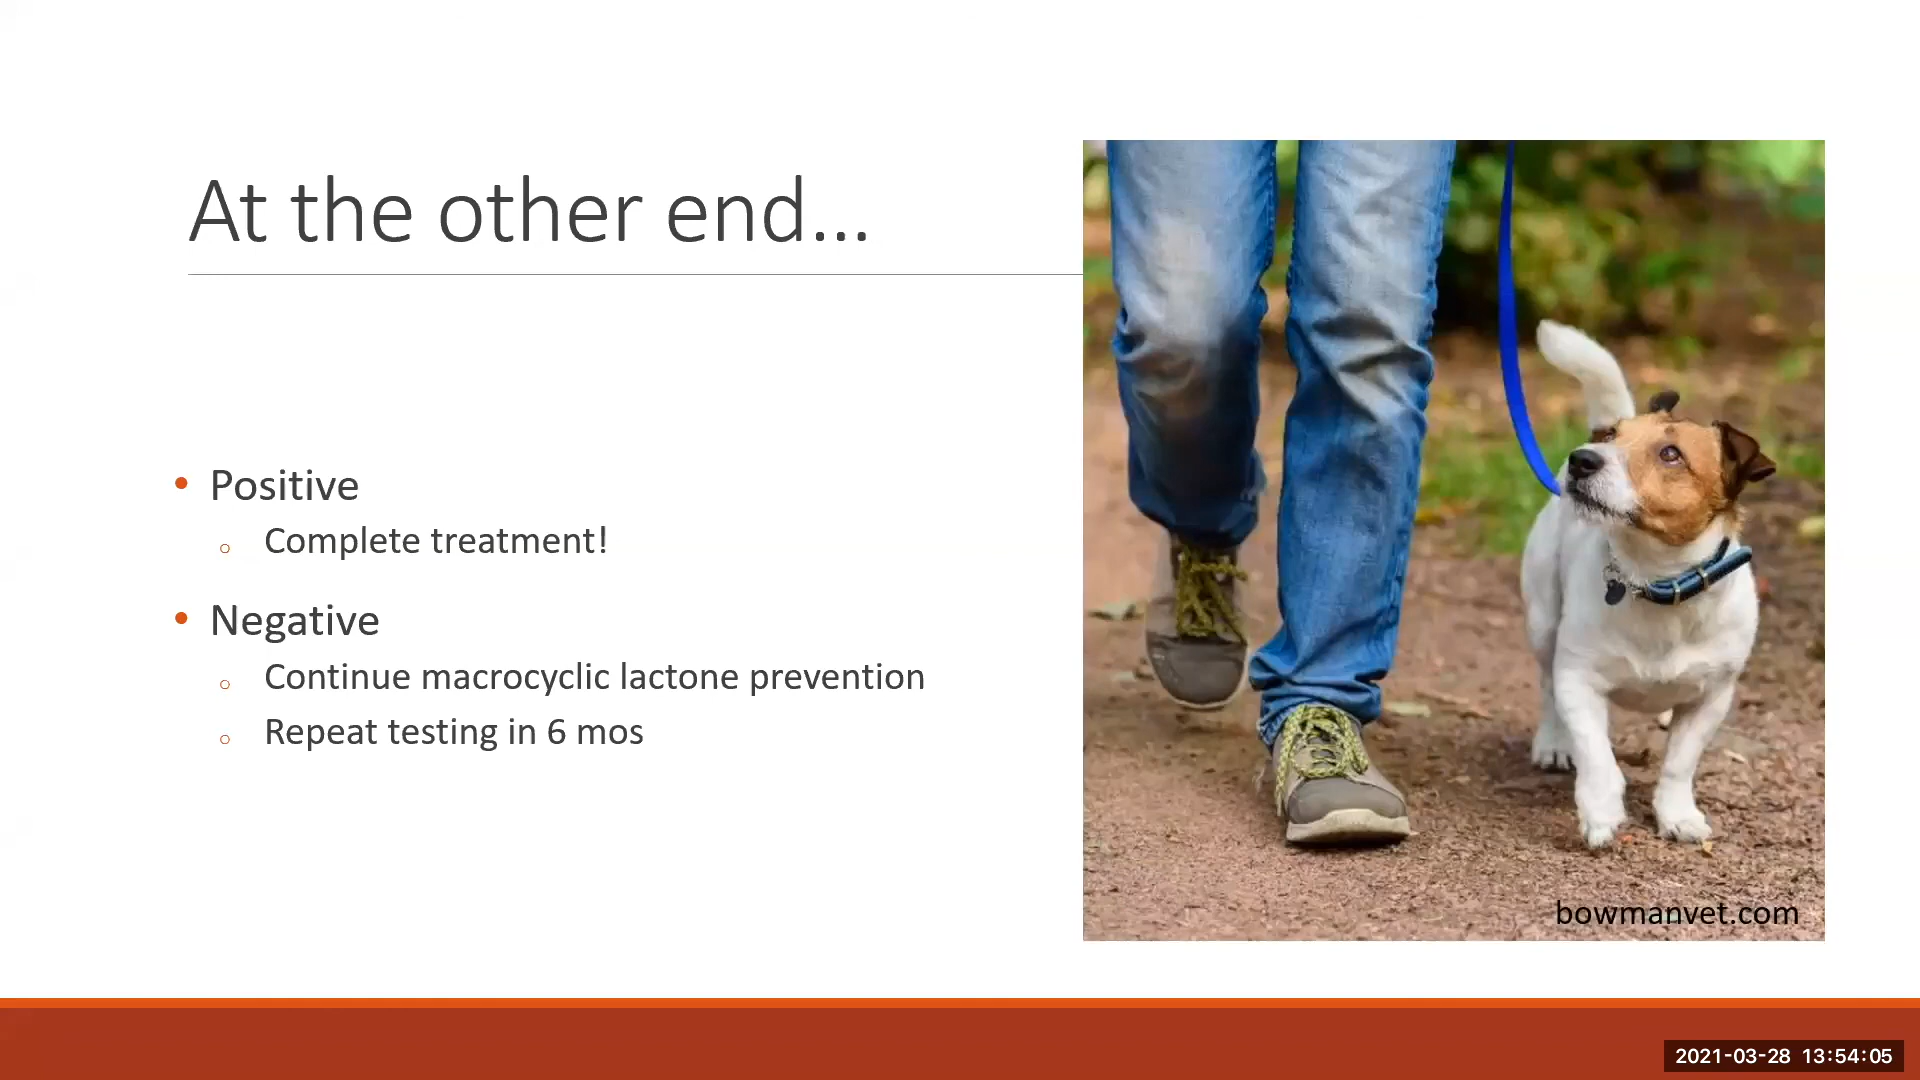 At the other end...
• Positive
○ Complete treatment!
• Negative
○ Continue macrocyclic lactone prevention
○ Repeat testing in 6 mos
bowmanvet.com
2021-03-28 13:54:05